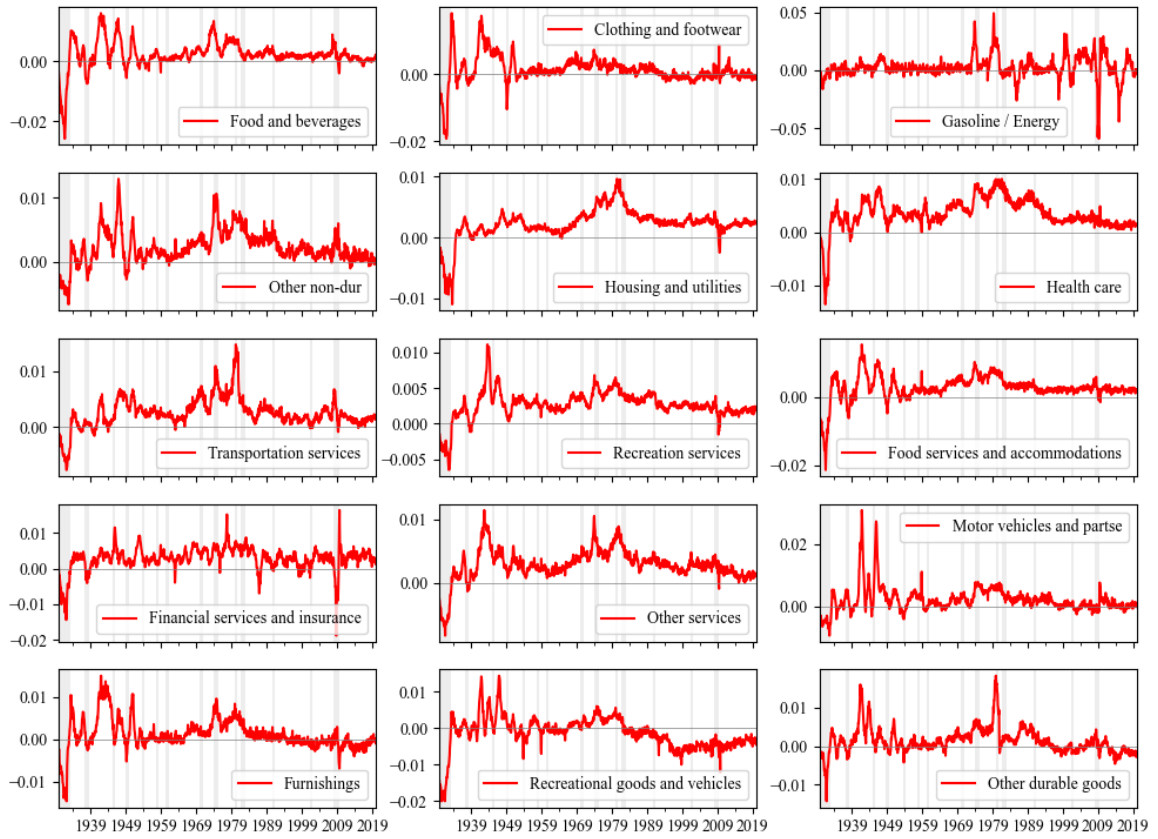 0.00
−0.02
Food and beverages
0.00
−0.02
Clothing and footwear
0.05
0.00
−0.05
Gasoline / Energy
0.01
0.00
Other non-dur
0.01
0.00
−0.01
Housing and utilities
0.01
0.00
−0.01
Health care
0.01
0.00
Transportation services
0.010
0.005
0.000
−0.005
Recreation services
0.00
−0.02
Food services and accommodations
0.01
0.00
−0.01
−0.02
Financial services and insurance
0.01
0.00
Other services
0.02
0.00
Motor vehicles and partse
0.01
0.00
−0.01
Furnishings
0.01
0.00
−0.01
−0.02
Recreational goods and vehicles
0.01
0.00
−0.01
Other durable goods
1939 1949 1959 1969 1979 1989 1999 2009 2019
1939 1949 1959 1969 1979 1989 1999 2009 2019
1939 1949 1959 1969 1979 1989 1999 2009 2019